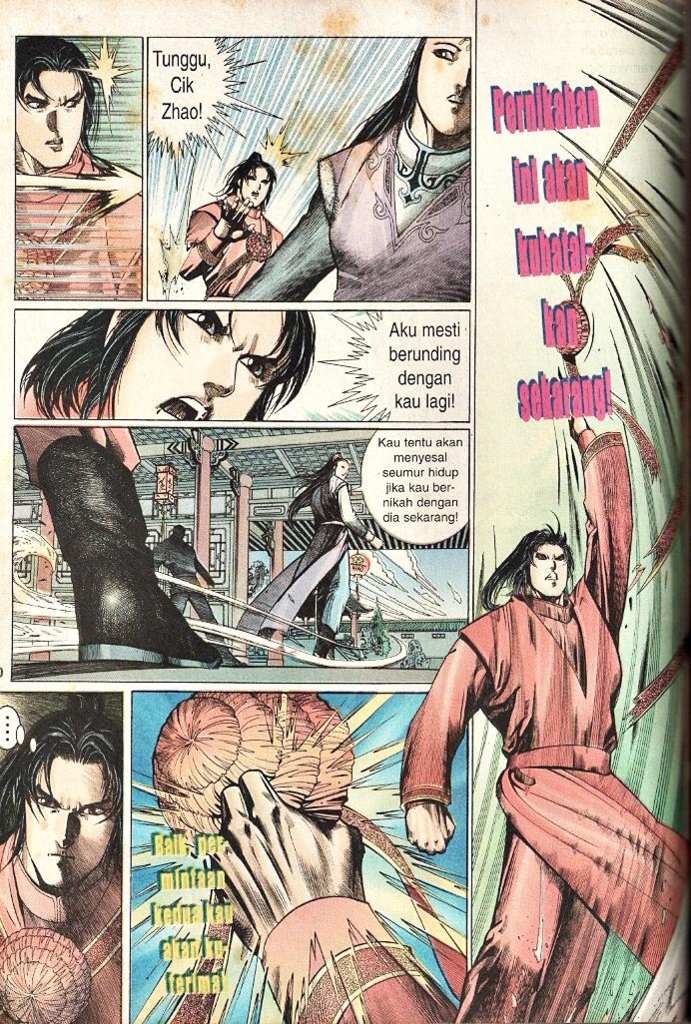 Tunggu,
Cik
Zhao!
Aku mesti
berunding
dengan
kau lagi!
Kau tentu akan
menyesal
seumur hidup
jika kau ber-
nikah dengan
dia sekarang!
...
Baik, per-
mintaan
kedua kau
akan ku-
terima!
Pernikahan
ini akan
kubatal-
kan
sekarang!